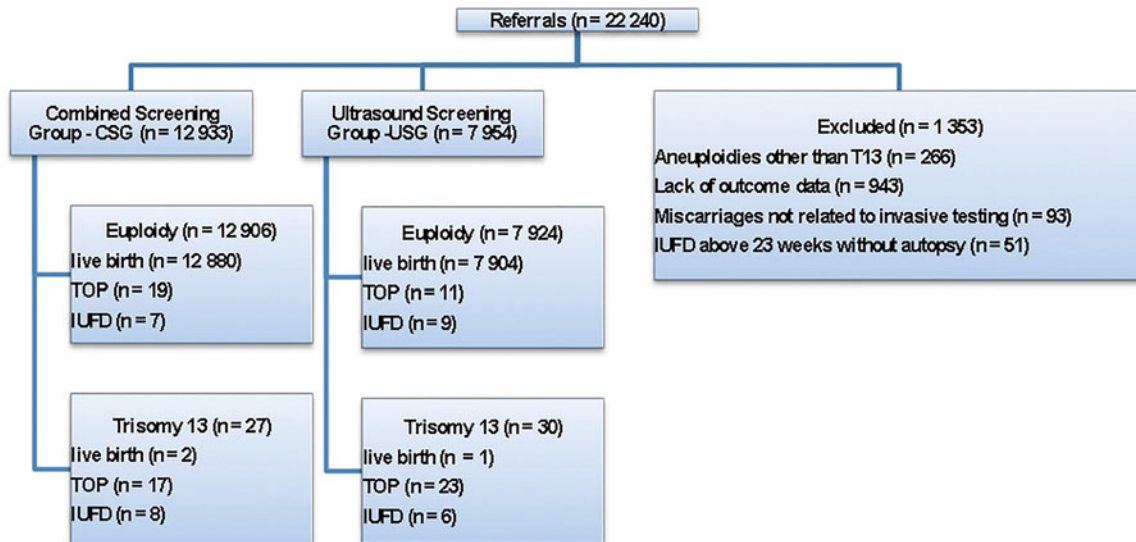 Referrals (n = 22 240)
Combined Screening
Group - CSG (n = 12 933)
Ultrasound Screening
Group -USG (n = 7 954)
Excluded (n = 1 353)
Aneuploidies other than T13 (n = 266)
Lack of outcome data (n = 943)
Miscarriages not related to invasive testing (n = 93)
IUFD above 23 weeks without autopsy (n = 51)
Euploidy (n = 12 906)
live birth (n = 12 880)
TOP (n = 19)
IUFD (n = 7)
Euploidy (n = 7 924)
live birth (n = 7 904)
TOP (n = 11)
IUFD (n = 9)
Trisomy 13 (n = 27)
live birth (n = 2)
TOP (n = 17)
IUFD (n = 8)
Trisomy 13 (n = 30)
live birth (n = 1)
TOP (n = 23)
IUFD (n = 6)